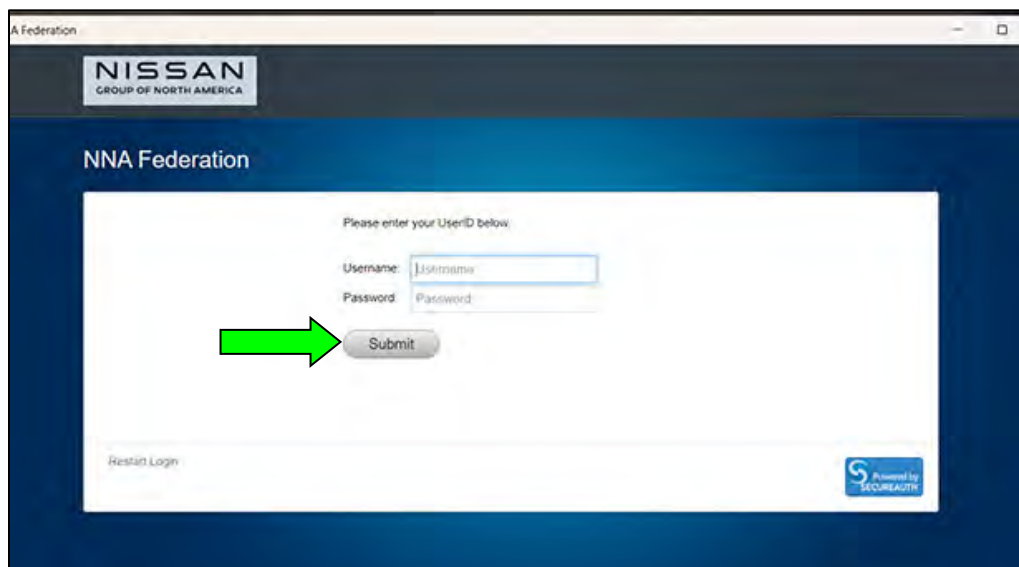 A Federation
NISSAN
GROUP OF NORTH AMERICA
NNA Federation
Please enter your UserID below.
Username:
Username
Password:
Password
Submit
Restart Login
Powered by
SECUREAUTH